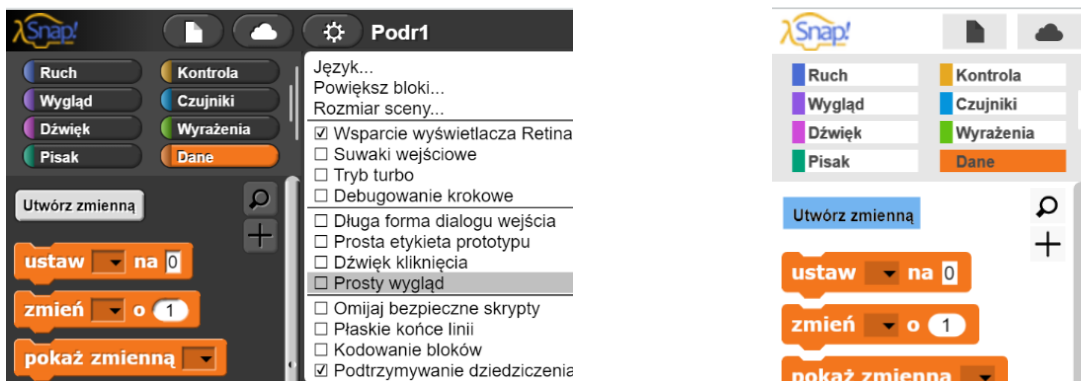 Snap!
Podr1
Ruch
Kontrola
Wygląd
Czujniki
Dźwięk
Wyrażenia
Pisak
Dane
Utwórz zmienną
ustaw na 0
zmień o 1
pokaż zmienną
Język...
Powiększ bloki...
Rozmiar sceny...
Wsparcie wyświetlacza Retina
Suwaki wejściowe
Tryb turbo
Debugowanie krokowe
Długa forma dialogu wejścia
Prosta etykieta prototypu
Dźwięk kliknięcia
Prosty wygląd
Omijaj bezpieczne skrypty
Płaskie końce linii
Kodowanie bloków
Podtrzymywanie dziedziczenia
Snap!
Ruch
Kontrola
Wygląd
Czujniki
Dźwięk
Wyrażenia
Pisak
Dane
Utwórz zmienną
ustaw na 0
zmień o 1
pokaż zmienną